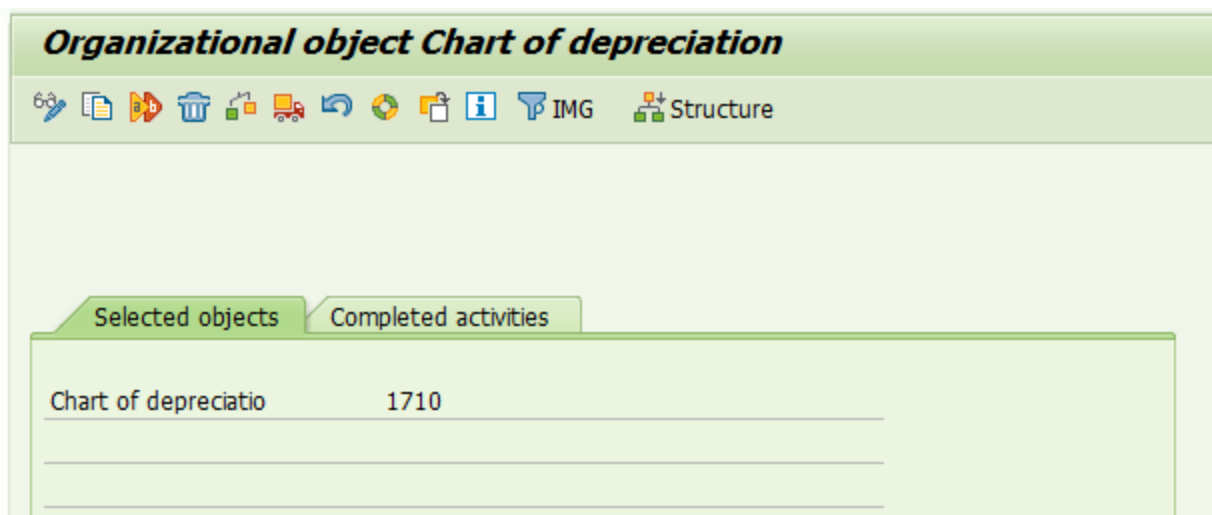 Organizational object Chart of depreciation
IMG Structure
Selected objects Completed activities
Chart of depreciatio 1710